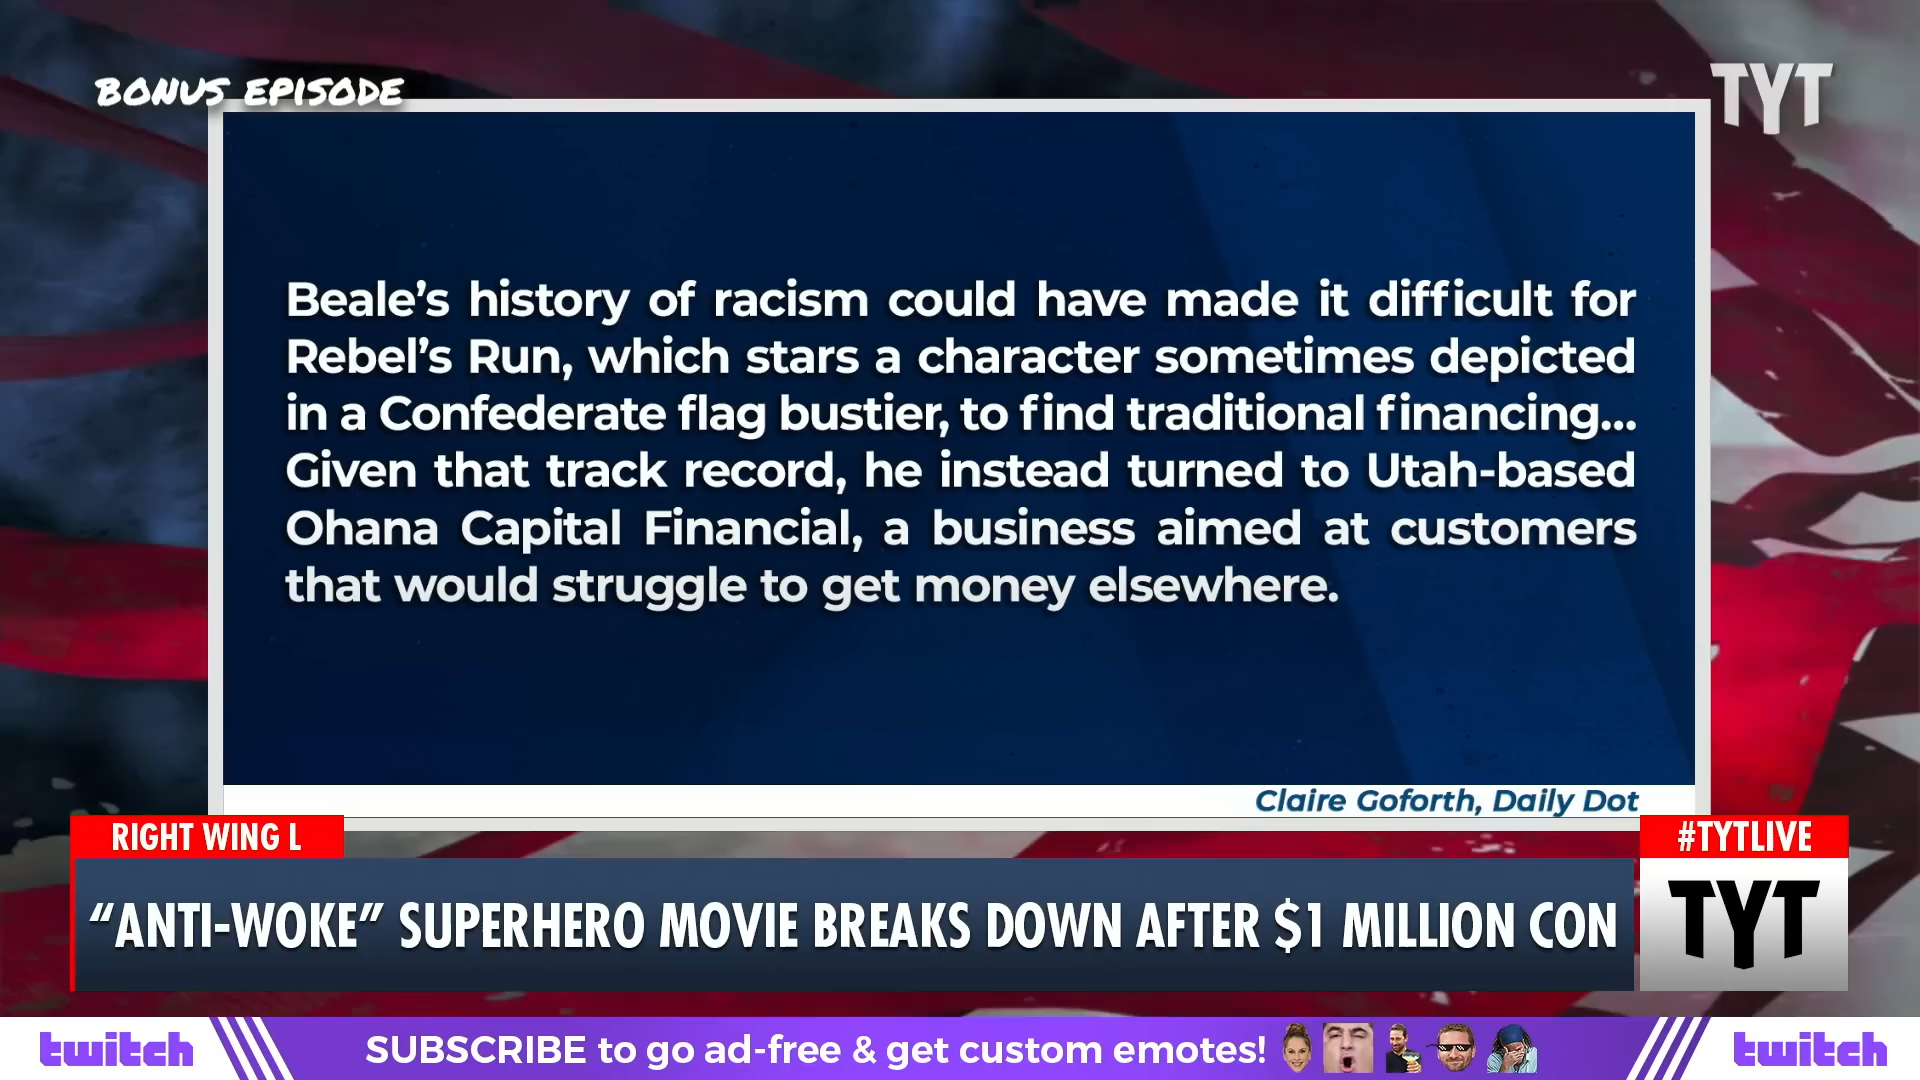 BONUS EPISODE
TYT
Beale’s history of racism could have made it difficult for
Rebel’s Run, which stars a character sometimes depicted
in a Confederate flag bustier, to find traditional financing...
Given that track record, he instead turned to Utah-based
Ohana Capital Financial, a business aimed at customers
that would struggle to get money elsewhere.
Claire Goforth, Daily Dot
RIGHT WING L
#TYTLIVE
“ANTI-WOKE” SUPERHERO MOVIE BREAKS DOWN AFTER $1 MILLION CON
TYT
twitch
SUBSCRIBE to go ad-free & get custom emotes!
twitch